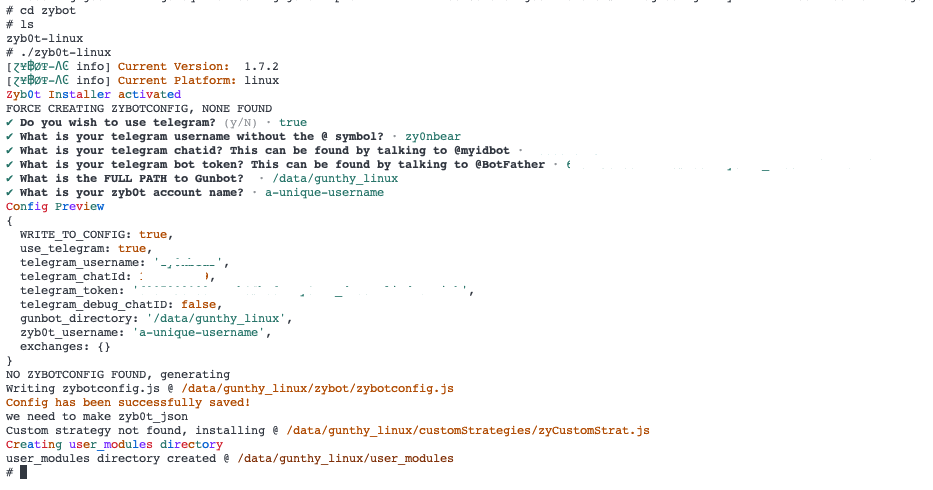 # cd zybot
# ls
zyb0t-linux
# ./zyb0t-linux
info] Current Version: 1.7.2
info] Current Platform: linux
Zyb0t Installer activated
FORCE CREATING ZYBOTCONFIG, NONE FOUND
✔ Do you wish to use telegram? (y/N) · true
✔ What is your telegram username without the @ symbol? · zy0nbear
✔ What is your telegram chatid? This can be found by talking to @myidbot ·
✔ What is your telegram bot token? This can be found by talking to @BotFather ·
✔ What is the FULL PATH to Gunbot? · /data/gunthy_linux
✔ What is your zyb0t account name? · a-unique-username
Config Preview
{
WRITE_TO_CONFIG: true,
use_telegram: true,
telegram_username: ' ',
telegram_chatId: ,
telegram_token: ' ',
telegram_debug_chatID: false,
gunbot_directory: '/data/gunthy_linux',
zyb0t_username: 'a-unique-username',
exchanges: {}
}
NO ZYBOTCONFIG FOUND, generating
Writing zybotconfig.js @ /data/gunthy_linux/zybot/zybotconfig.js
Config has been successfully saved!
we need to make zyb0t_json
Custom strategy not found, installing @ /data/gunthy_linux/customStrategies/zyCustomStrat.js
Creating user_modules directory
user_modules directory created @ /data/gunthy_linux/user_modules
#